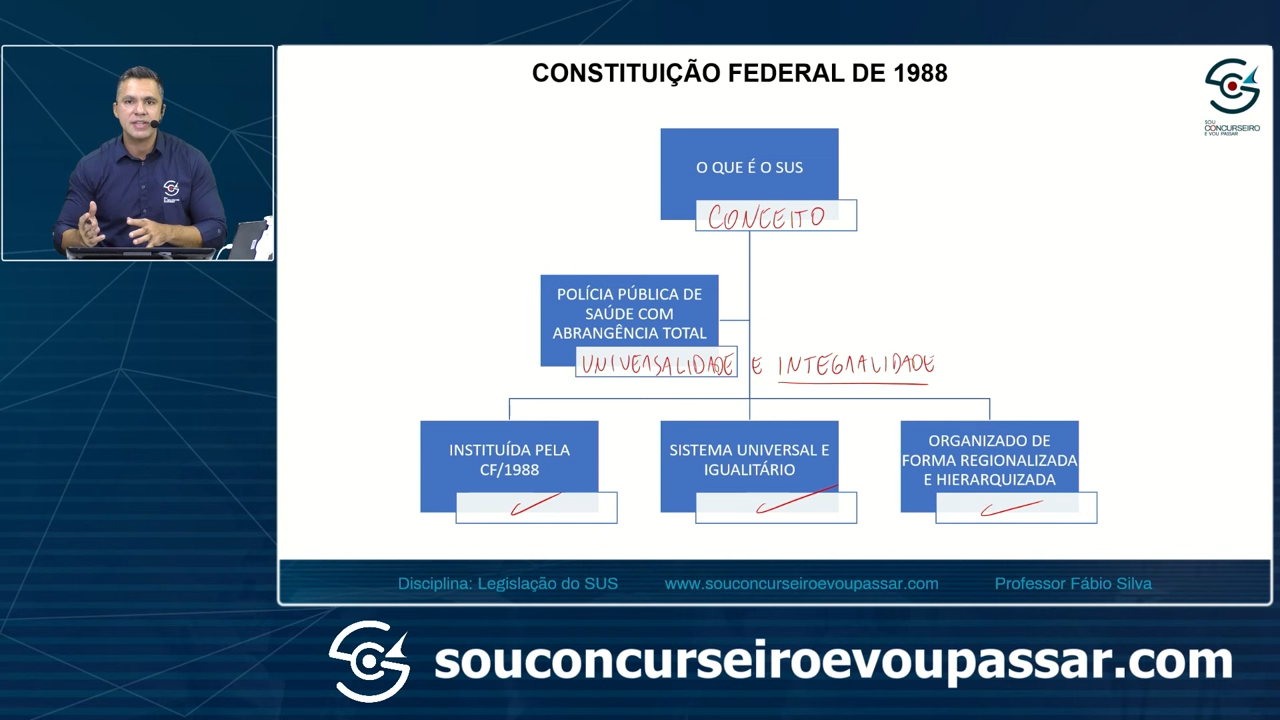 CONSTITUIÇÃO FEDERAL DE 1988
SOU
CONCURSEIRO
E VOU PASSAR
O QUE É O SUS
CONCEITO
POLÍCIA PÚBLICA DE
SAÚDE COM
ABRANGÊNCIA TOTAL
UNIVERSALIDADE E INTEGRALIDADE
INSTITUÍDA PELA
CF/1988
SISTEMA UNIVERSAL E
IGUALITÁRIO
ORGANIZADO DE
FORMA REGIONALIZADA
E HIERARQUIZADA
Disciplina: Legislação do SUS www.souconcurseiroevoupassar.com Professor Fábio Silva
souconcurseiroevoupassar.com